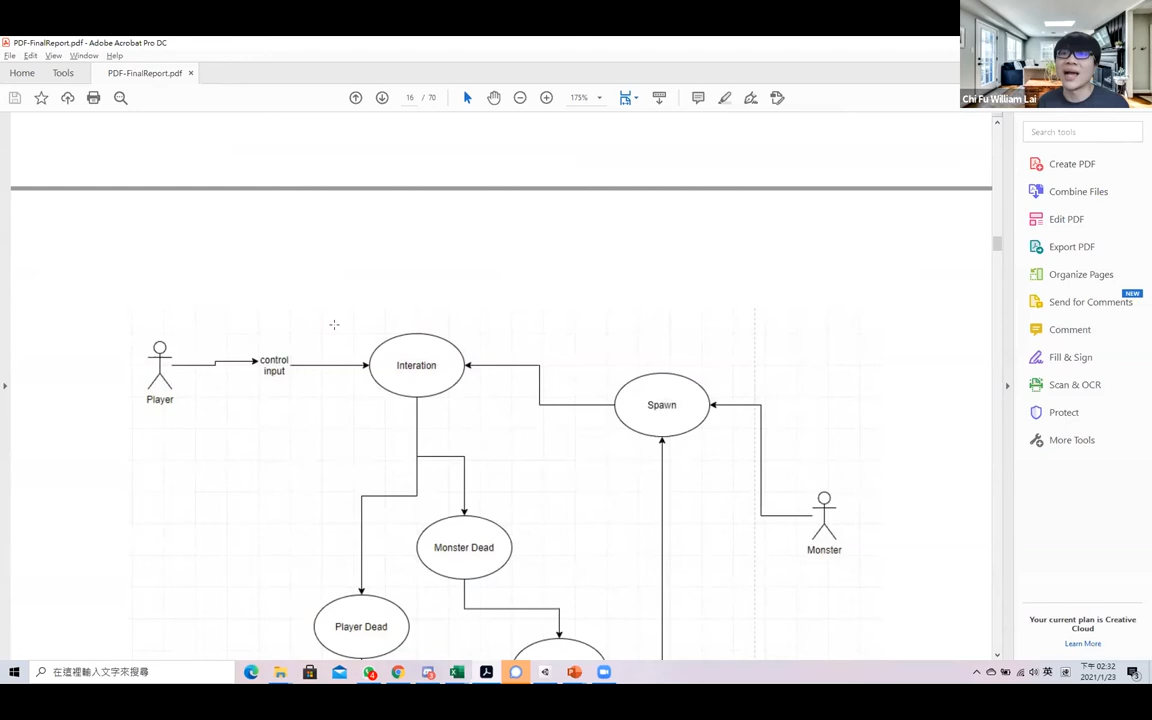 PDF-FinalReport.pdf - Adobe Acrobat Pro DC
File Edit View Window Help
Home Tools PDF-FinalReport.pdf ×
16 / 70 175%
Chi Fu William Lai
Search tools
Create PDF
Combine Files
Edit PDF
Export PDF
Organize Pages
NEW
Send for Comments
Comment
Fill & Sign
Scan & OCR
Protect
More Tools
Your current plan is Creative
Cloud
Learn More
control
input
Interation
Player
Spawn
Monster Dead
Monster
Player Dead
在這裡輸入文字來搜尋
4
英
下午 02:32
2021/1/23
3